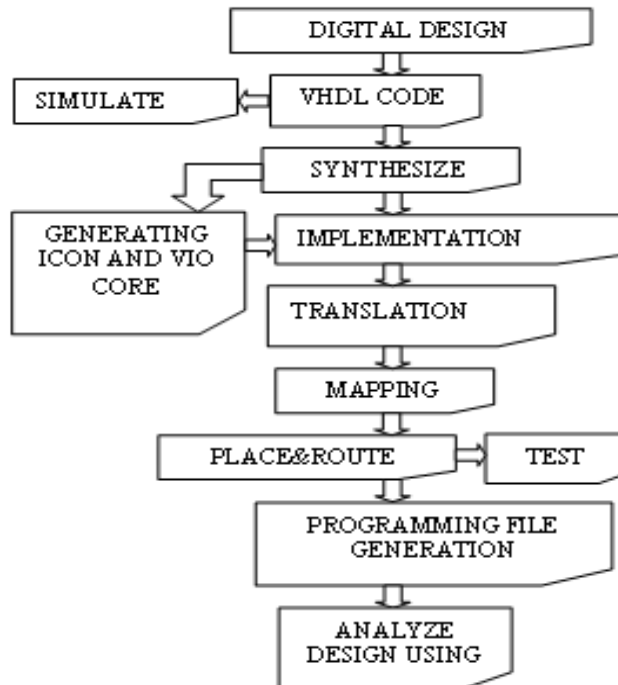 DIGITAL DESIGN
SIMULATE
VHDL CODE
SYNTHESIZE
GENERATING
ICON AND VIO
CORE
IMPLEMENTATION
TRANSLATION
MAPPING
PLACE&ROUTE
TEST
PROGRAMMING FILE
GENERATION
ANALYZE
DESIGN USING